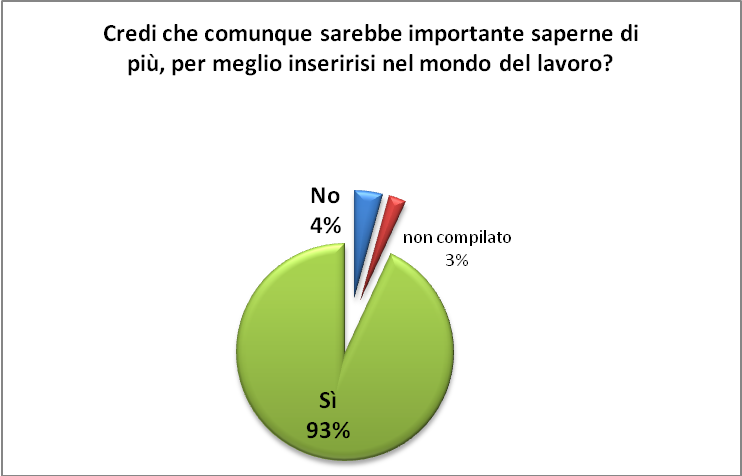 Credi che comunque sarebbe importante saperne di
più, per meglio inseririsi nel mondo del lavoro?
No
4%
non compilato
3%
Sì
93%